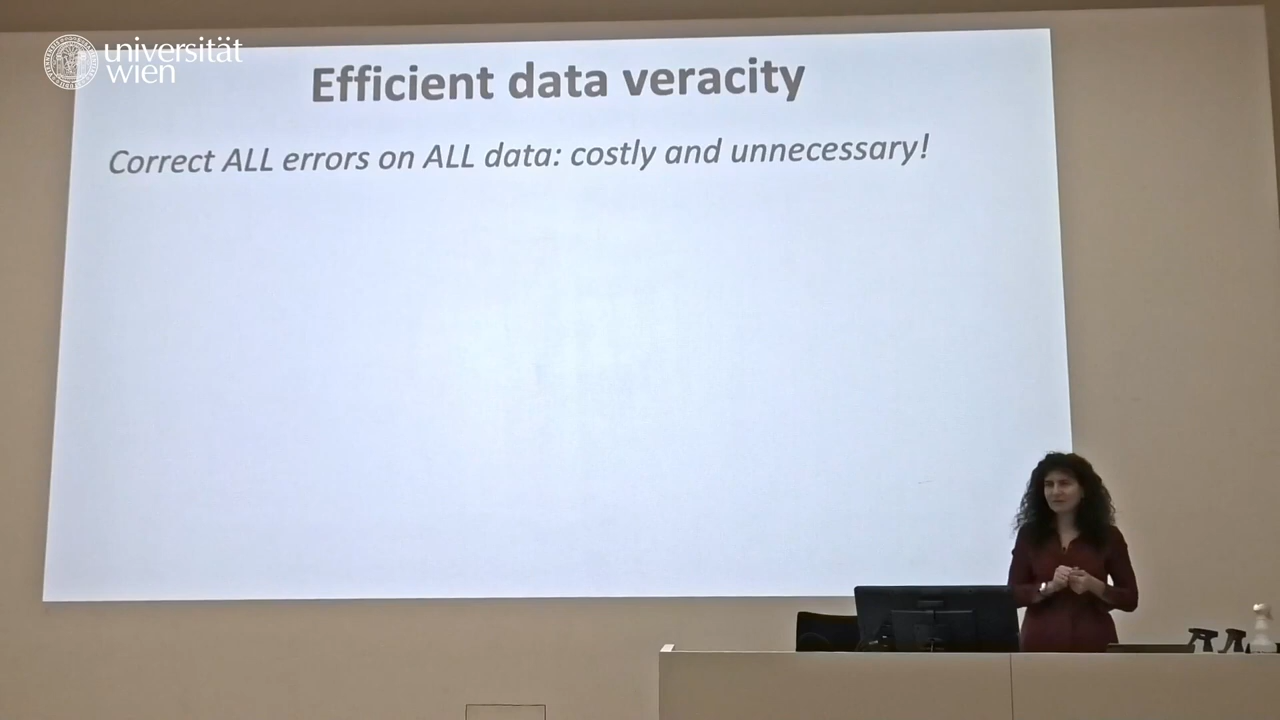 universität
wien
Efficient data veracity
Correct ALL errors on ALL data: costly and unnecessary!